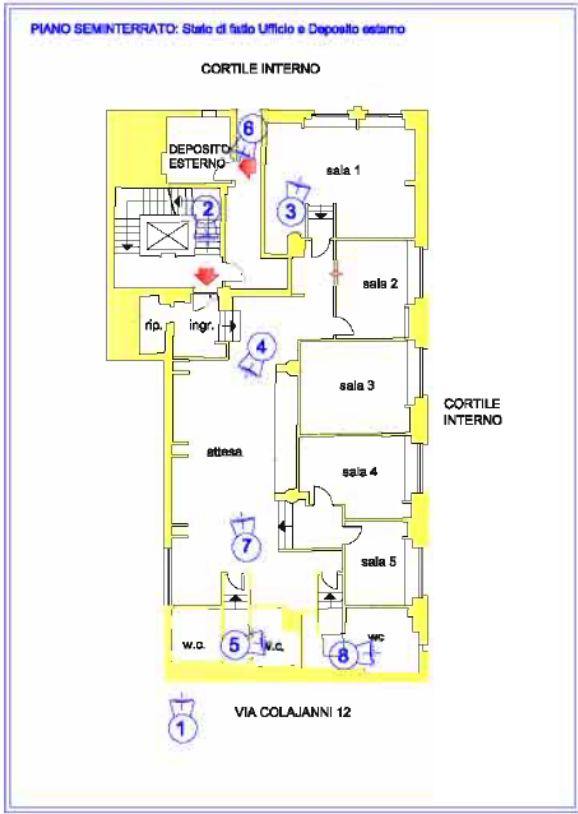 PIANO SEMINTERRATO: Stato di fatto Ufficio e Deposito esterno
CORTILE INTERNO
6
DEPOSITO
ESTERNO
sala 1
2
3
sala 2
rip.
ingr.
4
sala 3
CORTILE
INTERNO
attesa
sala 4
7
sala 5
w.c.
5
w.c.
8
wc
1
VIA COLAJANNI 12